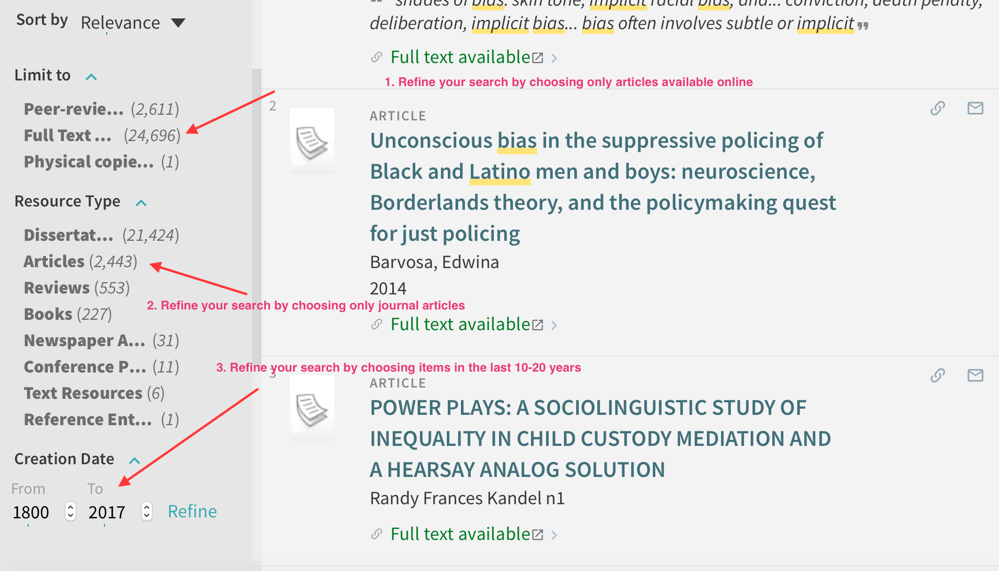 Sort by Relevance
Limit to
Peer-revie... (2,611)
Full Text ... (24,696)
Physical copie... (1)
Resource Type
Dissertat... (21,424)
Articles (2,443)
Reviews (553)
Books (227)
Newspaper A... (31)
Conference P... (11)
Text Resources (6)
Reference Ent... (1)
Creation Date
From To
1800 2017 Refine
shades of bias: skin tone, implicit racial bias, and... conviction, death penalty,
deliberation, implicit bias... bias often involves subtle or implicit ”
Full text available
1. Refine your search by choosing only articles available online
2
ARTICLE
Unconscious bias in the suppressive policing of
Black and Latino men and boys: neuroscience,
Borderlands theory, and the policymaking quest
for just policing
Barvosa, Edwina
2014
2. Refine your search by choosing only journal articles
Full text available
3. Refine your search by choosing items in the last 10-20 years
3
ARTICLE
POWER PLAYS: A SOCIOLINGUISTIC STUDY OF
INEQUALITY IN CHILD CUSTODY MEDIATION AND
A HEARSAY ANALOG SOLUTION
Randy Frances Kandel n1
Full text available